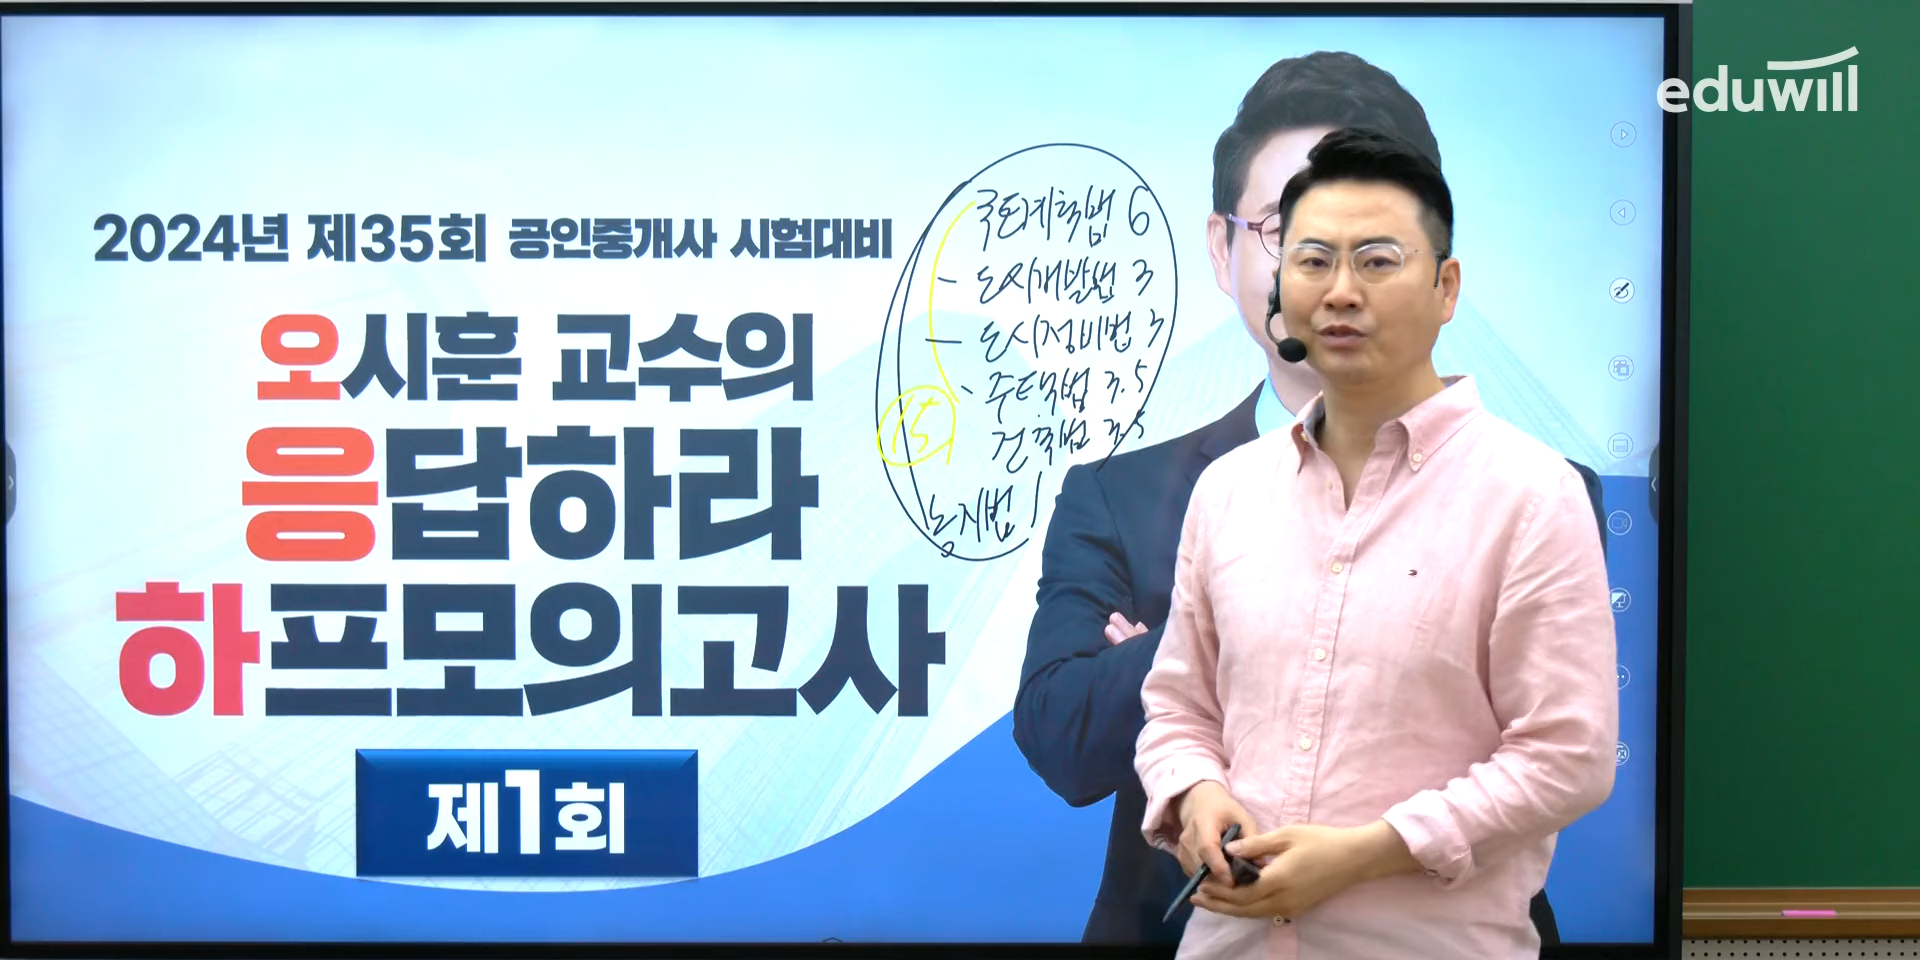 eduwill
2024년 제35회 공인중개사 시험대비
오시훈 교수의
응답하라
하프모의고사
제1회
국토계획법 6
- 도시개발법 3
- 도시정비법 3
- 주택법 3.5
건축법 3.5
농지법 1
15